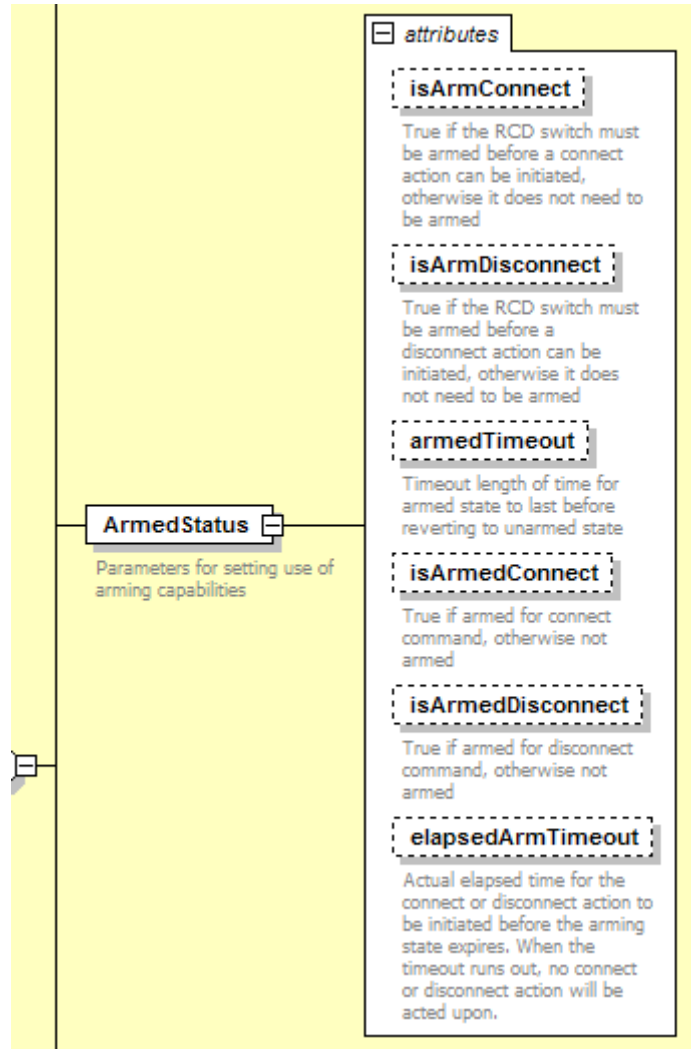 attributes
isArmConnect
True if the RCD switch must
be armed before a connect
action can be initiated,
otherwise it does not need to
be armed
isArmDisconnect
True if the RCD switch must
be armed before a
disconnect action can be
initiated, otherwise it does
not need to be armed
armedTimeout
Timeout length of time for
armed state to last before
reverting to unarmed state
ArmedStatus
Parameters for setting use of
arming capabilities
isArmedConnect
True if armed for connect
command, otherwise not
armed
isArmedDisconnect
True if armed for disconnect
command, otherwise not
armed
elapsedArmTimeout
Actual elapsed time for the
connect or disconnect action to
be initiated before the arming
state expires. When the
timeout runs out, no connect
or disconnect action will be
acted upon.